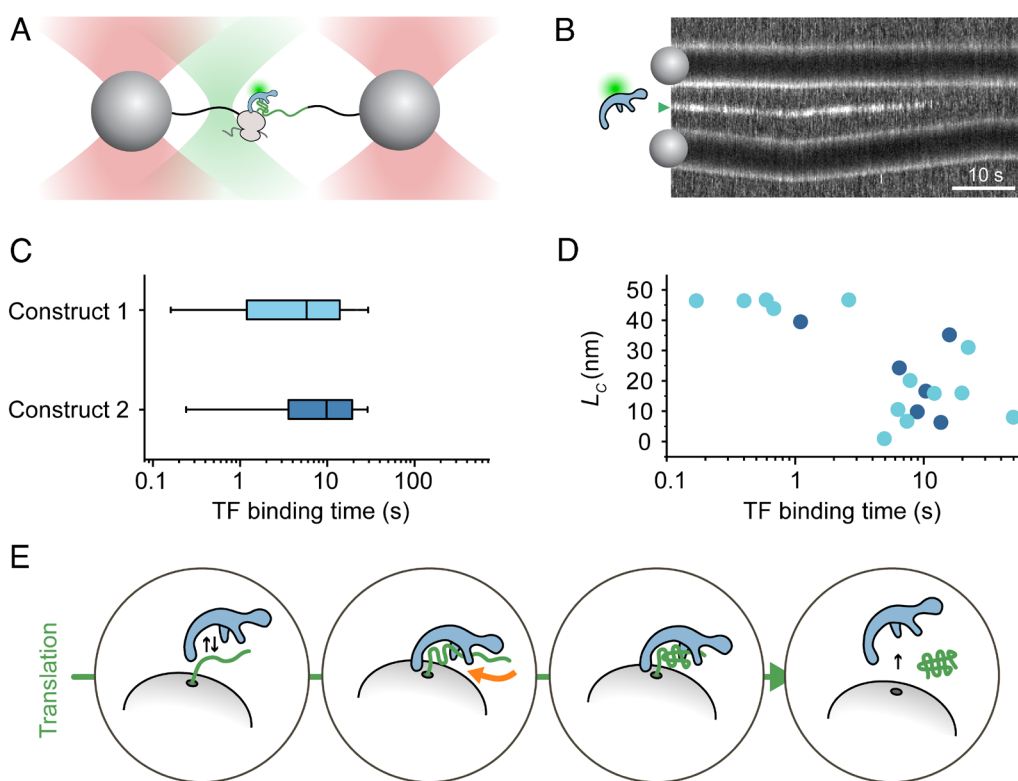 A
B
10 s
C
Construct 1
Construct 2
0.1 1 10 100
TF binding time (s)
D
L_C (nm)
50
40
30
20
10
0
0.1 1 10
TF binding time (s)
E
Translation